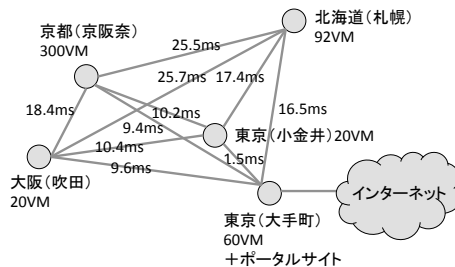 北海道(札幌)
92VM
京都(京阪奈)
300VM
25.5ms
25.7ms
17.4ms
18.4ms
10.2ms
16.5ms
9.4ms
東京(小金井)20VM
10.4ms
1.5ms
9.6ms
大阪(吹田)
20VM
インターネット
東京(大手町)
60VM
+ポータルサイト